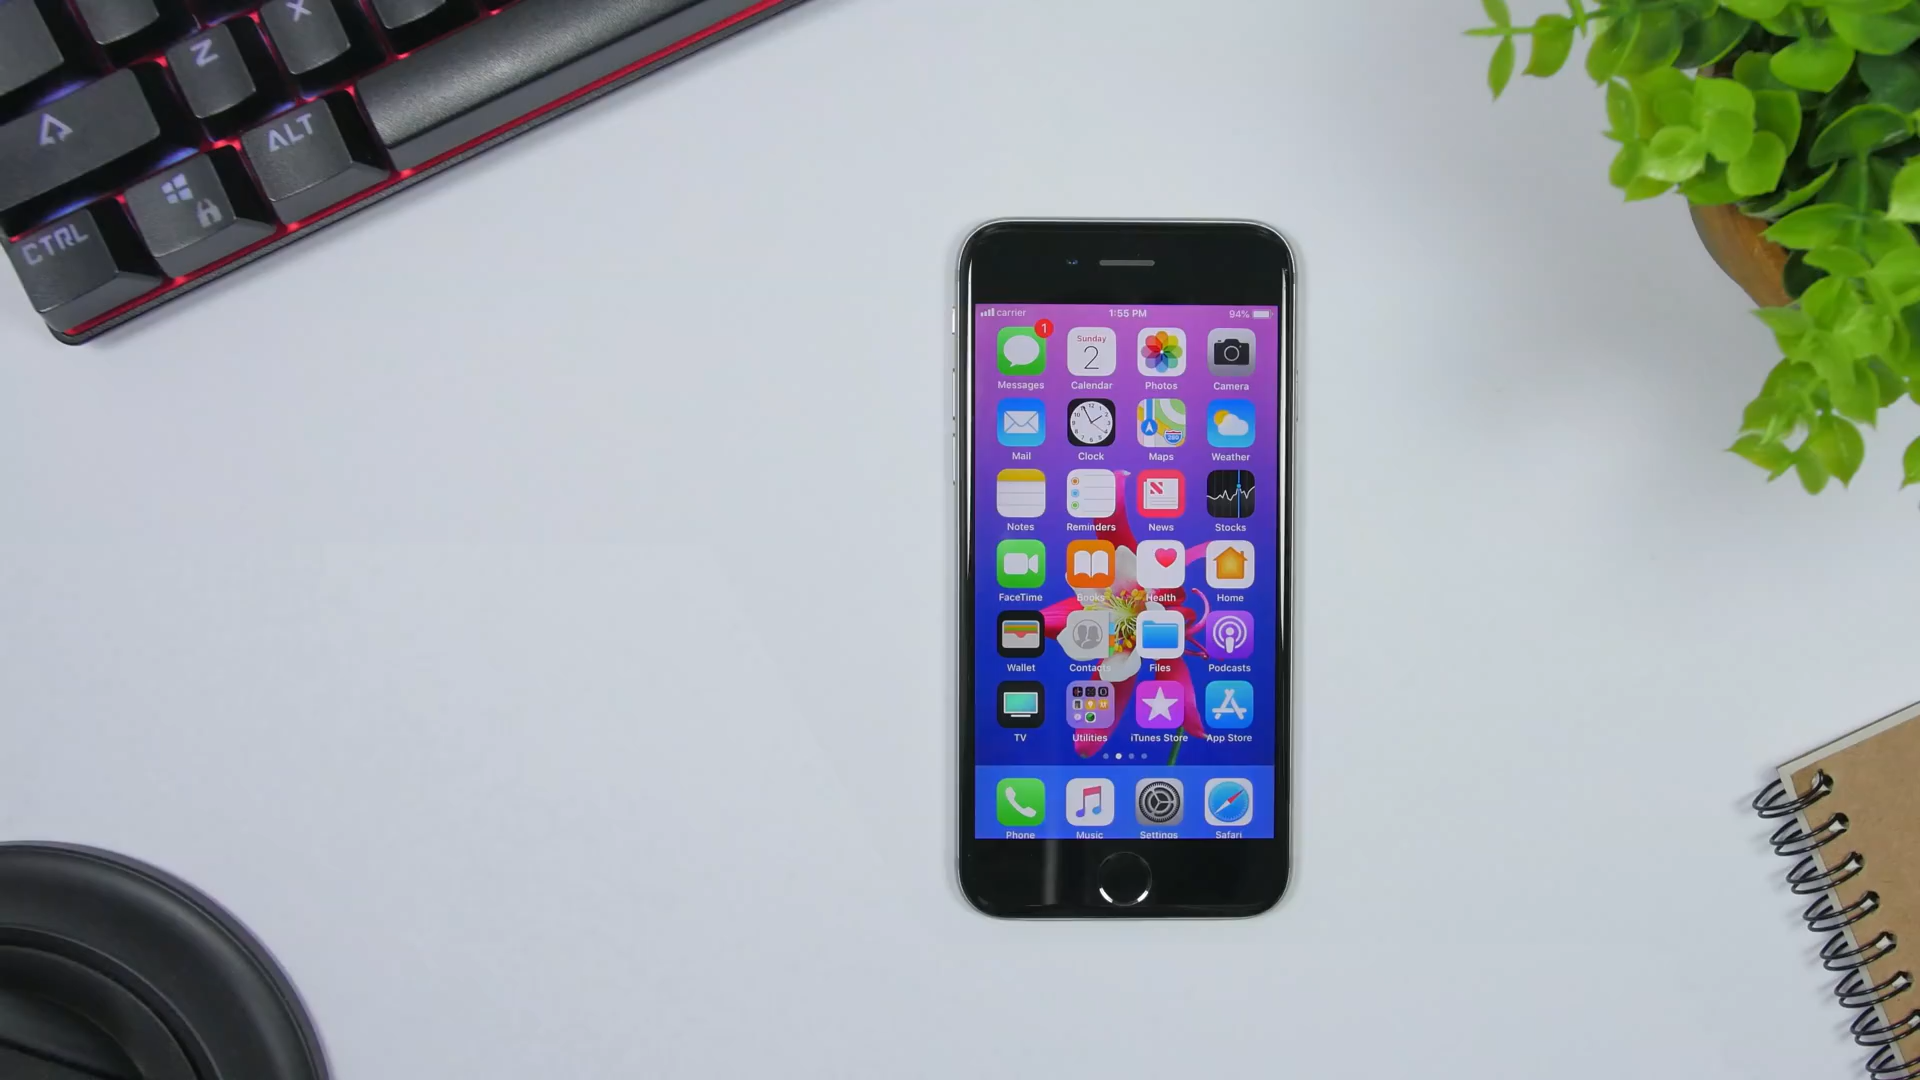 X
Z
ALT
CTRL
carrier 1:55 PM 94%
1
Sunday
2
Messages Calendar Photos Camera
Mail Clock Maps Weather
280
Notes Reminders News Stocks
FaceTime Books Health Home
Wallet Contacts Files Podcasts
TV Utilities iTunes Store App Store
Phone Music Settings Safari